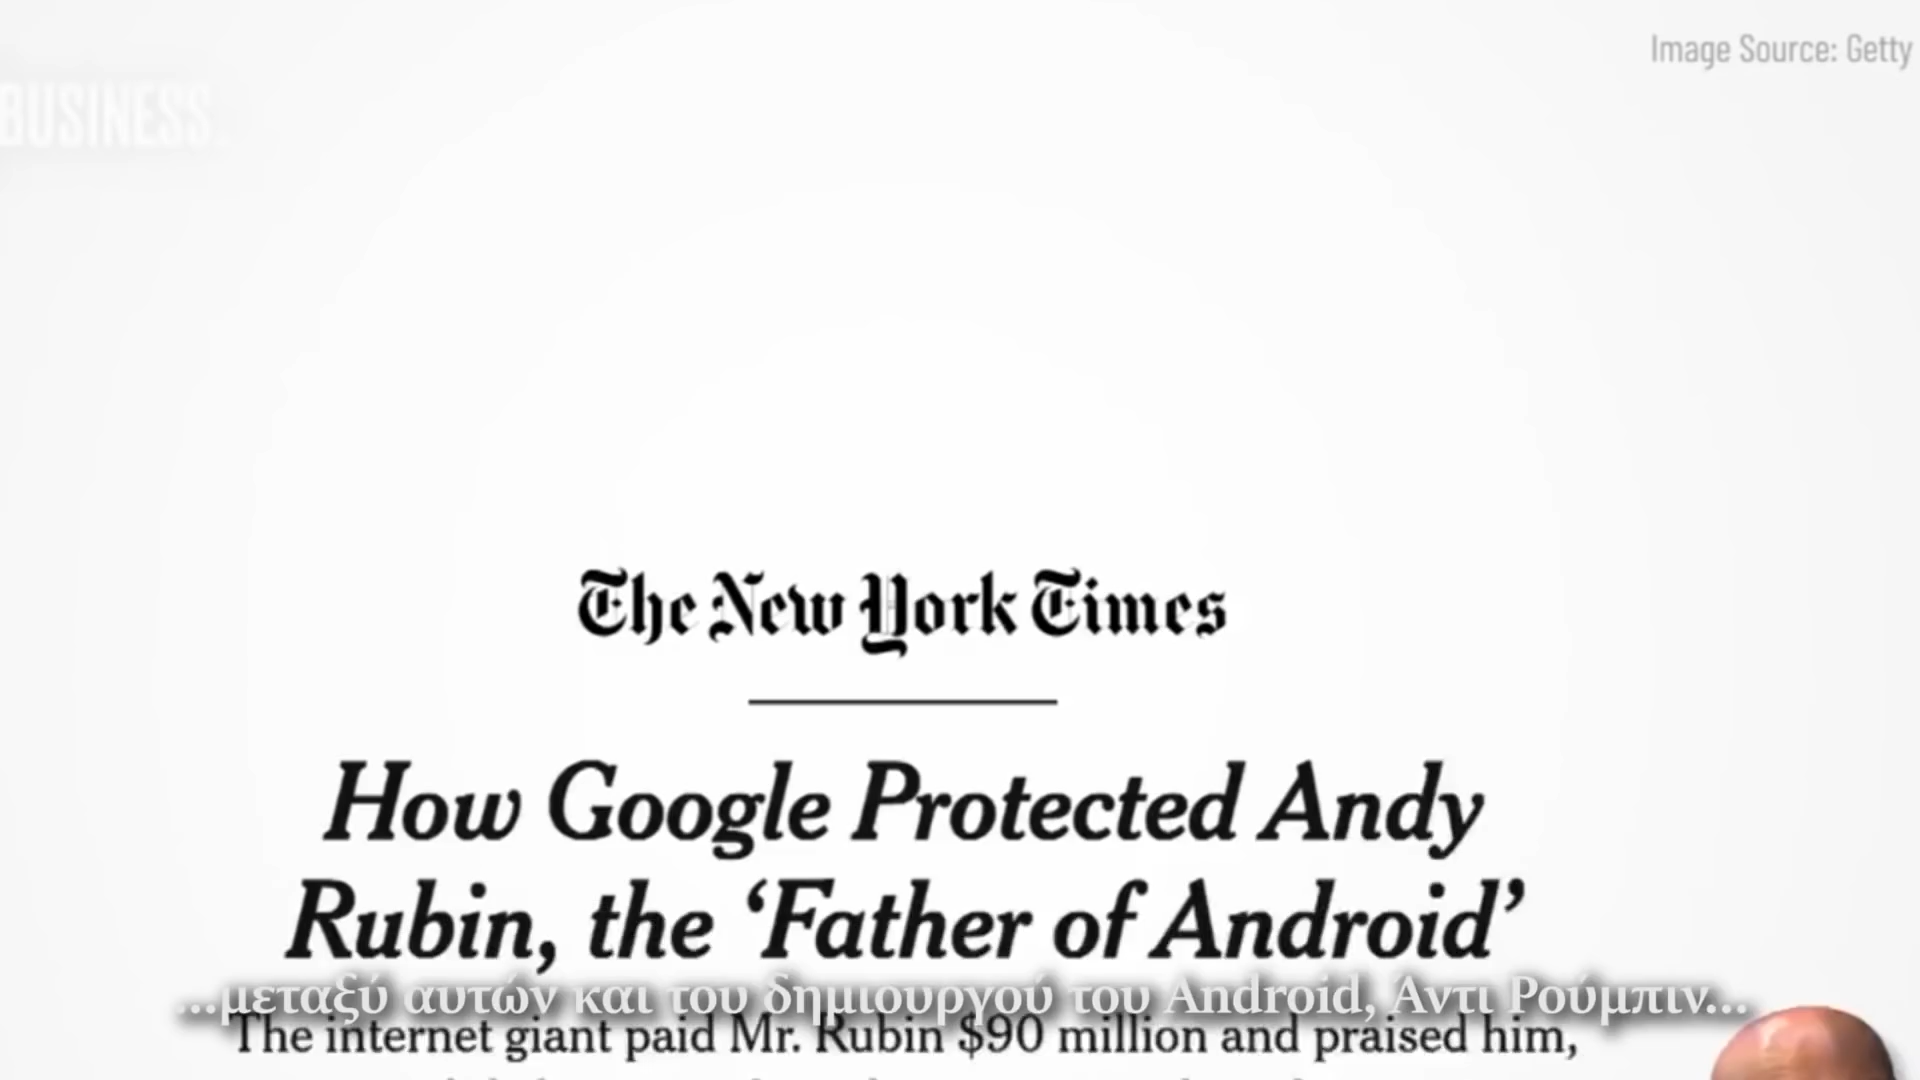 Image Source: Getty
BUSINESS
The New York Times
How Google Protected Andy
Rubin, the ‘Father of Android’
...μεταξύ αυτών και του δημιουργού του Android, Άντι Ρούμπιν...
The internet giant paid Mr. Rubin $90 million and praised him,